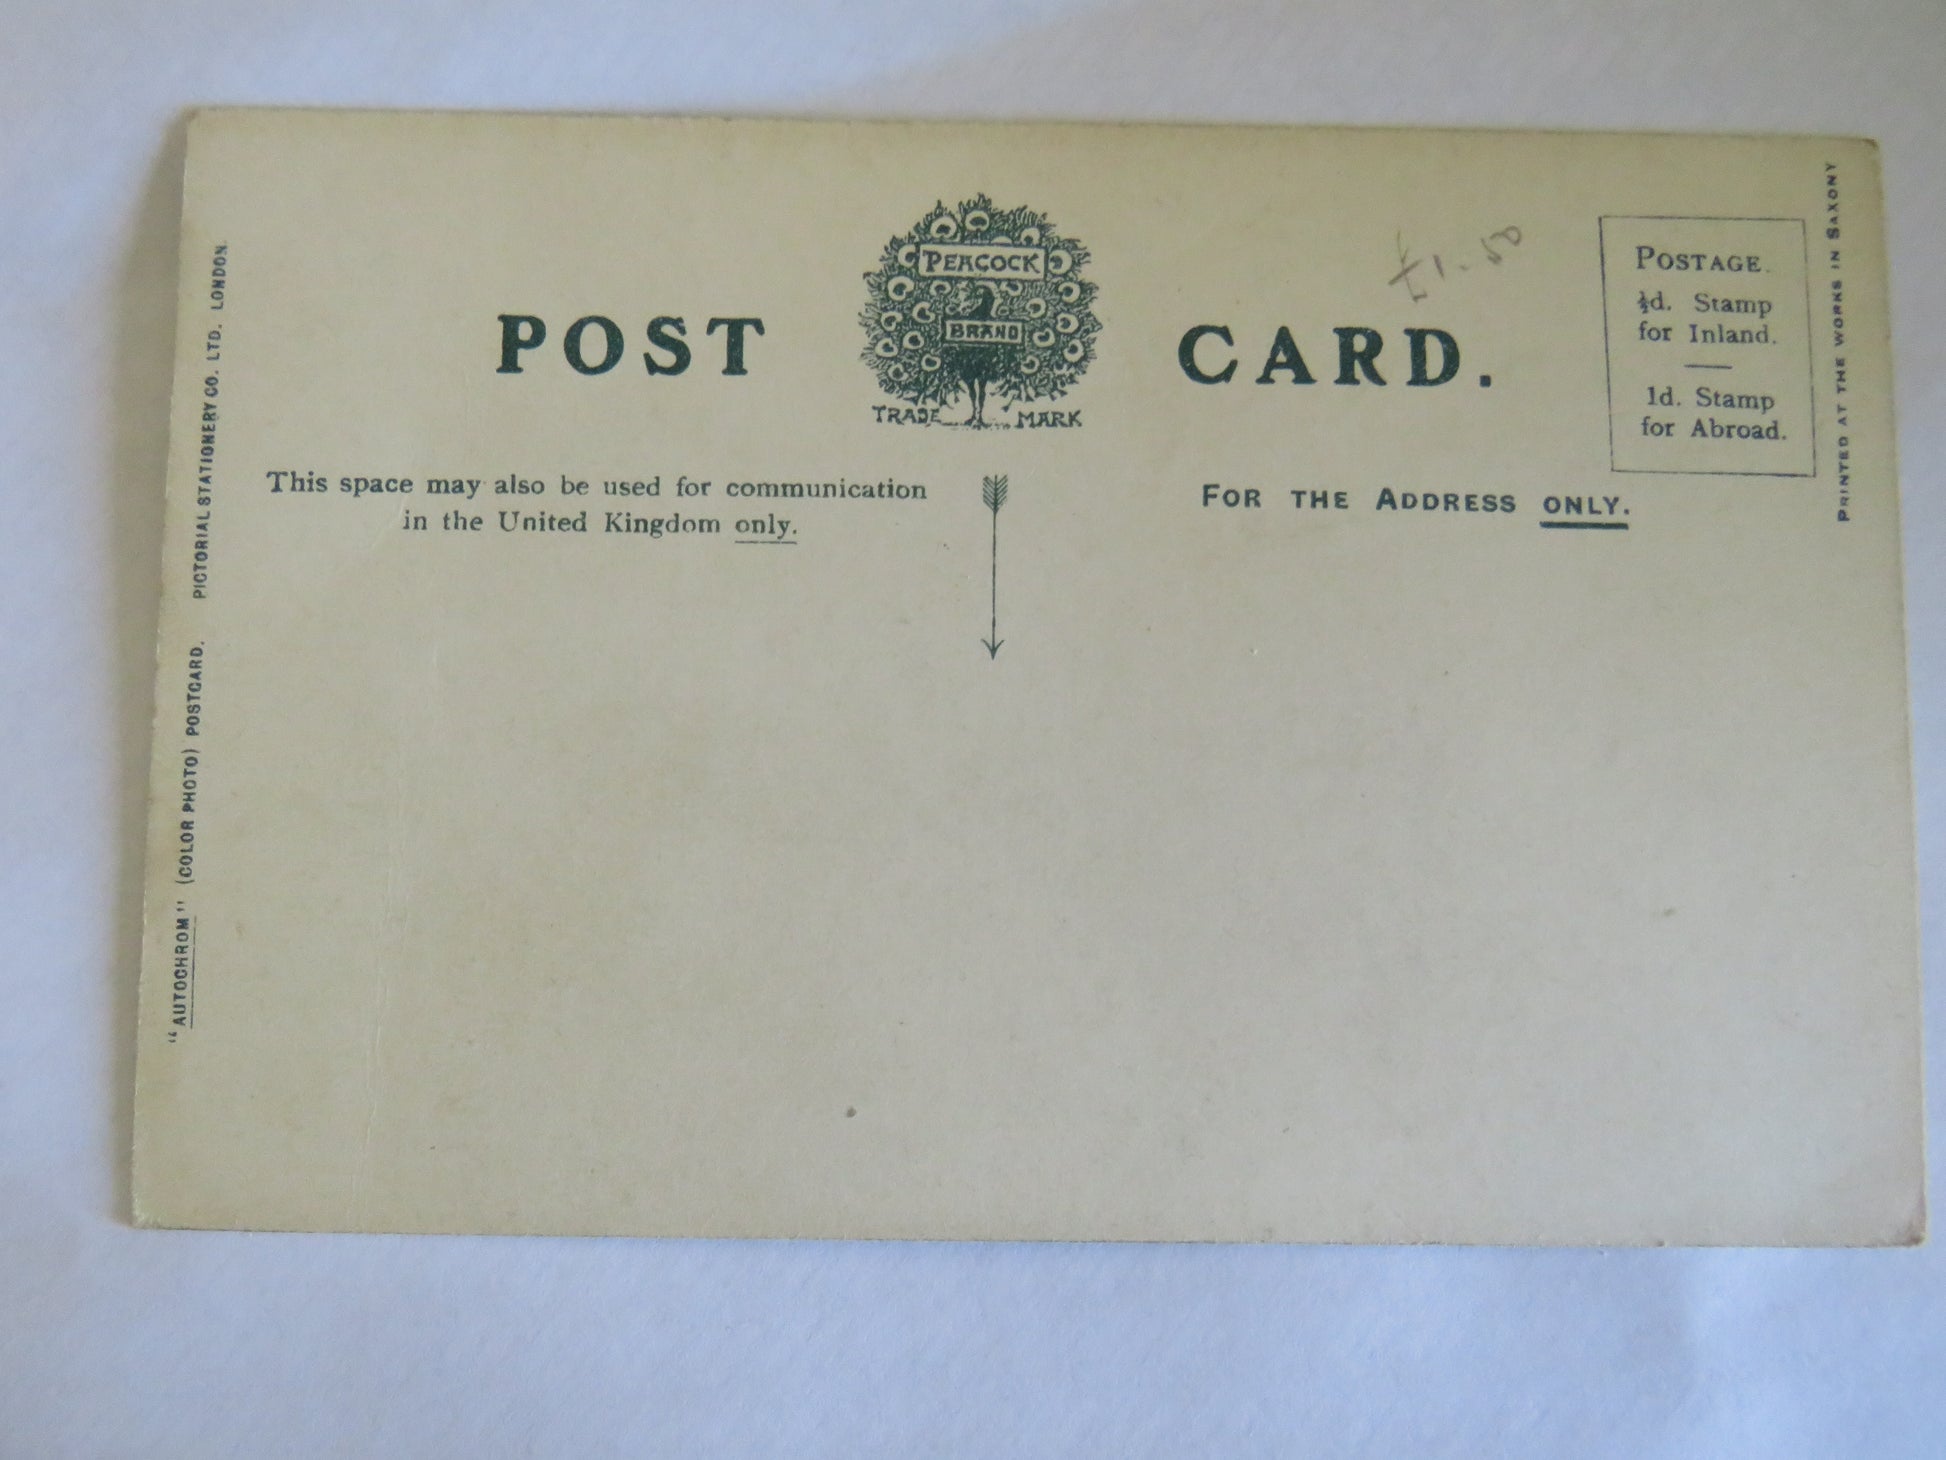 POST CARD.
PEACOCK
BRAND
TRADE MARK
£1.50
POSTAGE.
½d. Stamp
for Inland.
1d. Stamp
for Abroad.
This space may also be used for communication
in the United Kingdom only.
FOR THE ADDRESS ONLY.
"AUTOCHROM" (COLOR PHOTO) POSTCARD. PICTORIAL STATIONERY CO. LTD. LONDON.
PRINTED AT THE WORKS IN SAXONY